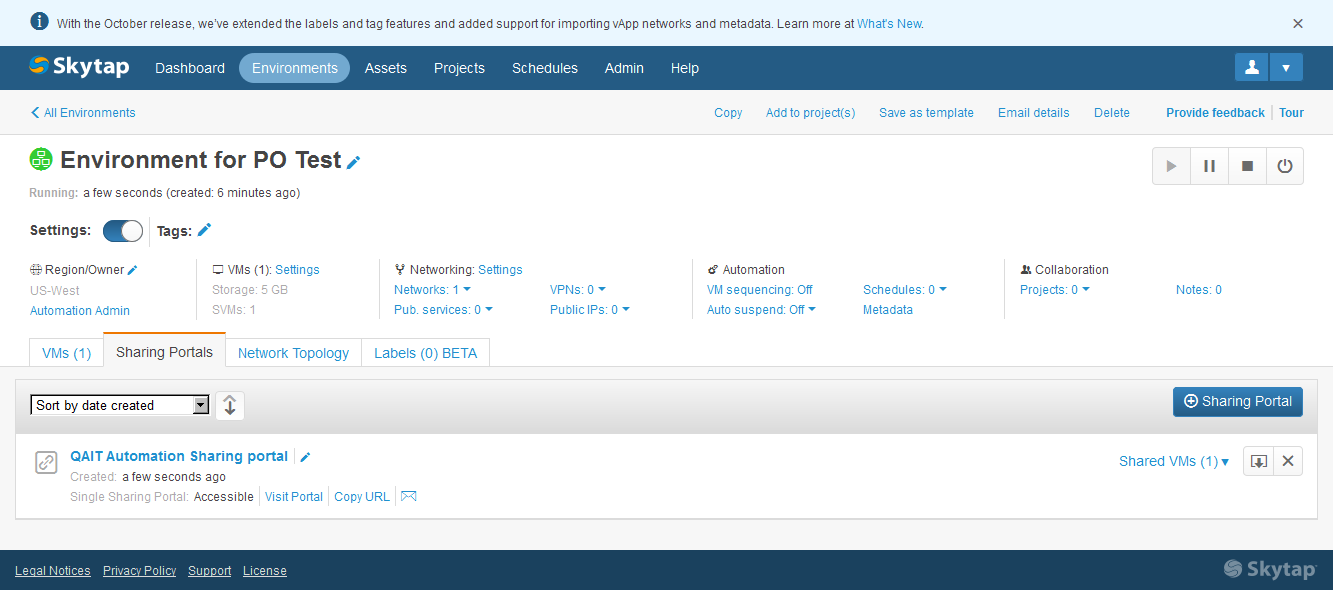 With the October release, we've extended the labels and tag features and added support for importing vApp networks and metadata. Learn more at What's New.
Skytap Dashboard Environments Assets Projects Schedules Admin Help
All Environments Copy Add to project(s) Save as template Email details Delete Provide feedback Tour
Environment for PO Test
Running: a few seconds (created: 6 minutes ago)
Settings: Tags:
Region/Owner VMs (1): Settings Networking: Settings Automation Collaboration
US-West Storage: 5 GB Networks: 1 VPNs: 0 VM sequencing: Off Schedules: 0 Projects: 0 Notes: 0
Automation Admin SVMs: 1 Pub. services: 0 Public IPs: 0 Auto suspend: Off Metadata
VMs (1) Sharing Portals Network Topology Labels (0) BETA
Sort by date created Sharing Portal
QAIT Automation Sharing portal Shared VMs (1)
Created: a few seconds ago
Single Sharing Portal: Accessible Visit Portal Copy URL
Legal Notices Privacy Policy Support License Skytap